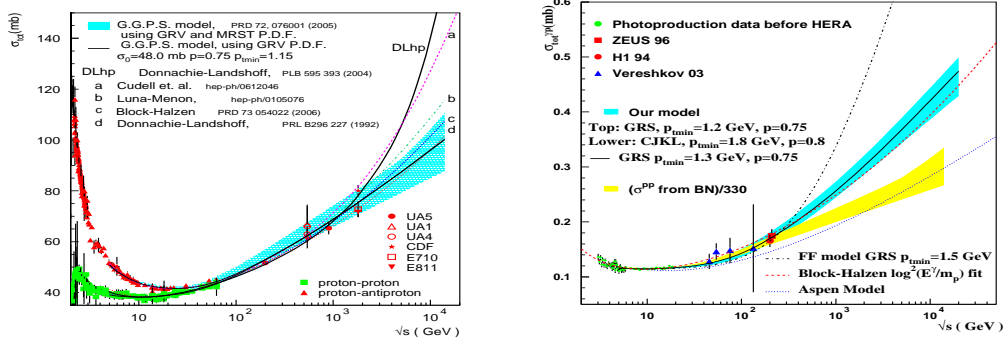 σtot(mb)
140
120
100
80
60
40
G.G.P.S. model, PRD 72, 076001 (2005)
using GRV and MRST P.D.F.
G.G.P.S. model, using GRV P.D.F.
σ0=48.0 mb p=0.75 ptmin=1.15
DLhp Donnachie-Landshoff, PLB 595 393 (2004)
a Cudell et. al. hep-ph/0612046
b Luna-Menon, hep-ph/0105076
c Block-Halzen PRD 73 054022 (2006)
d Donnachie-Landshoff, PRL B296 227 (1992)
DLhp
a
b
c
d
UA5
UA1
UA4
CDF
E710
E811
proton-proton
proton-antiproton
10
10²
10³
10⁴
√s ( GeV )
σtotγp(mb)
0.6
0.5
0.4
0.3
0.2
0.1
Photoproduction data before HERA
ZEUS 96
H1 94
Vereshkov 03
Our model
Top: GRS, ptmin=1.2 GeV, p=0.75
Lower: CJKL, ptmin=1.8 GeV, p=0.8
GRS ptmin=1.3 GeV, p=0.75
(σpp from BN)/330
FF model GRS ptmin=1.5 GeV
Block-Halzen log²(Eγ/mp) fit
Aspen Model
10
10²
10³
10⁴
√s ( GeV )